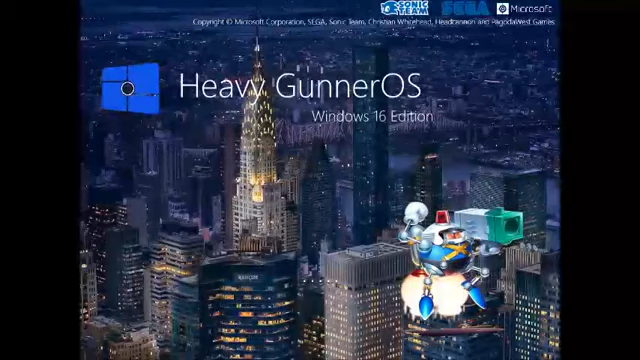 SONIC TEAM
SEGA
Microsoft
Copyright © Microsoft Corporation, SEGA, Sonic Team, Christian Whitehead, Headcannon and PagodaWest Games
Heavy GunnerOS
Windows 16 Edition